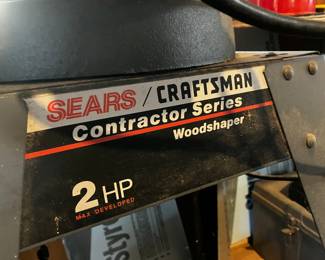 SEARS / CRAFTSMAN
Contractor Series
Woodshaper
2 HP
MAX DEVELOPED